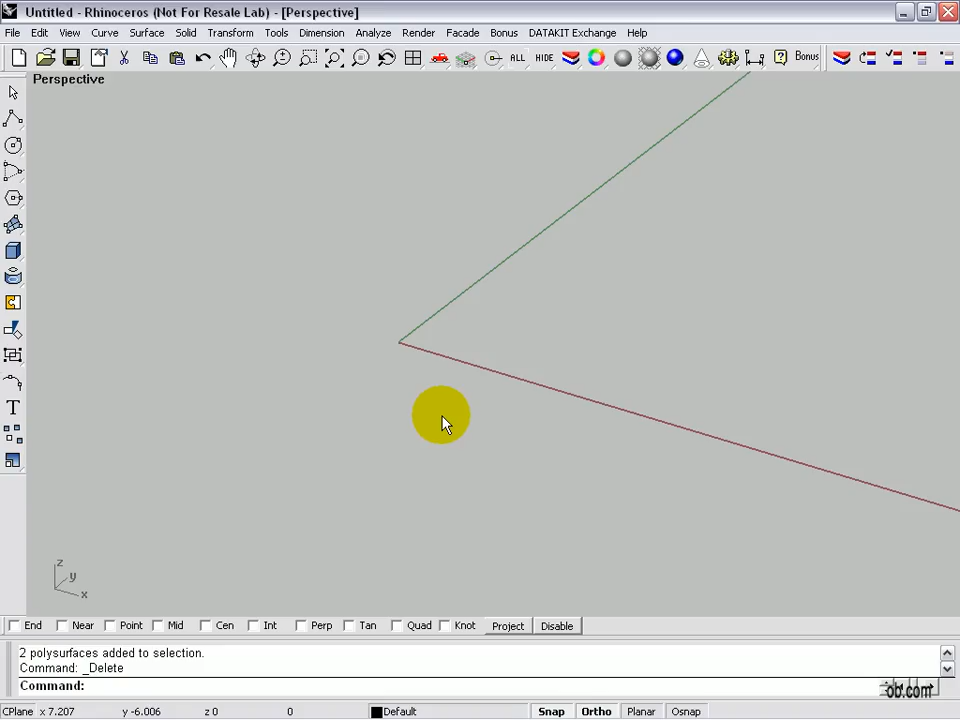 Untitled - Rhinoceros (Not For Resale Lab) - [Perspective]
File Edit View Curve Surface Solid Transform Tools Dimension Analyze Render Facade Bonus DATAKIT Exchange Help
ALL HIDE Bonus
Perspective
T
z
y
x
End Near Point Mid Cen Int Perp Tan Quad Knot Project Disable
2 polysurfaces added to selection.
Command: _Delete
Command:
ob.com
CPlane x 7.207 y -6.006 z 0 0 Default Snap Ortho Planar Osnap